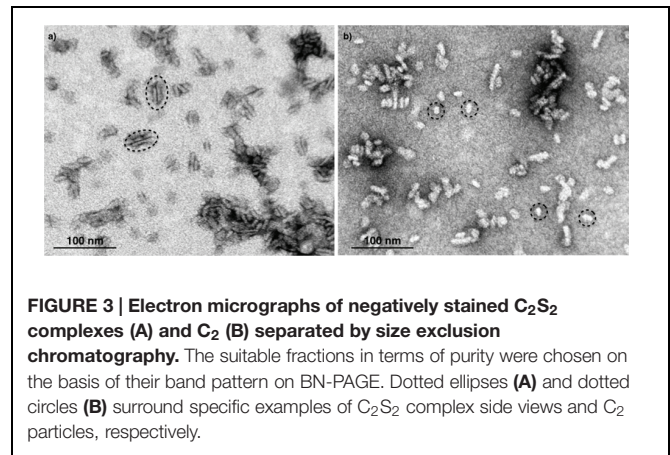 a)
b)
100 nm
100 nm
FIGURE 3 | Electron micrographs of negatively stained C₂S₂
complexes (A) and C₂ (B) separated by size exclusion
chromatography. The suitable fractions in terms of purity were chosen on
the basis of their band pattern on BN-PAGE. Dotted ellipses (A) and dotted
circles (B) surround specific examples of C₂S₂ complex side views and C₂
particles, respectively.